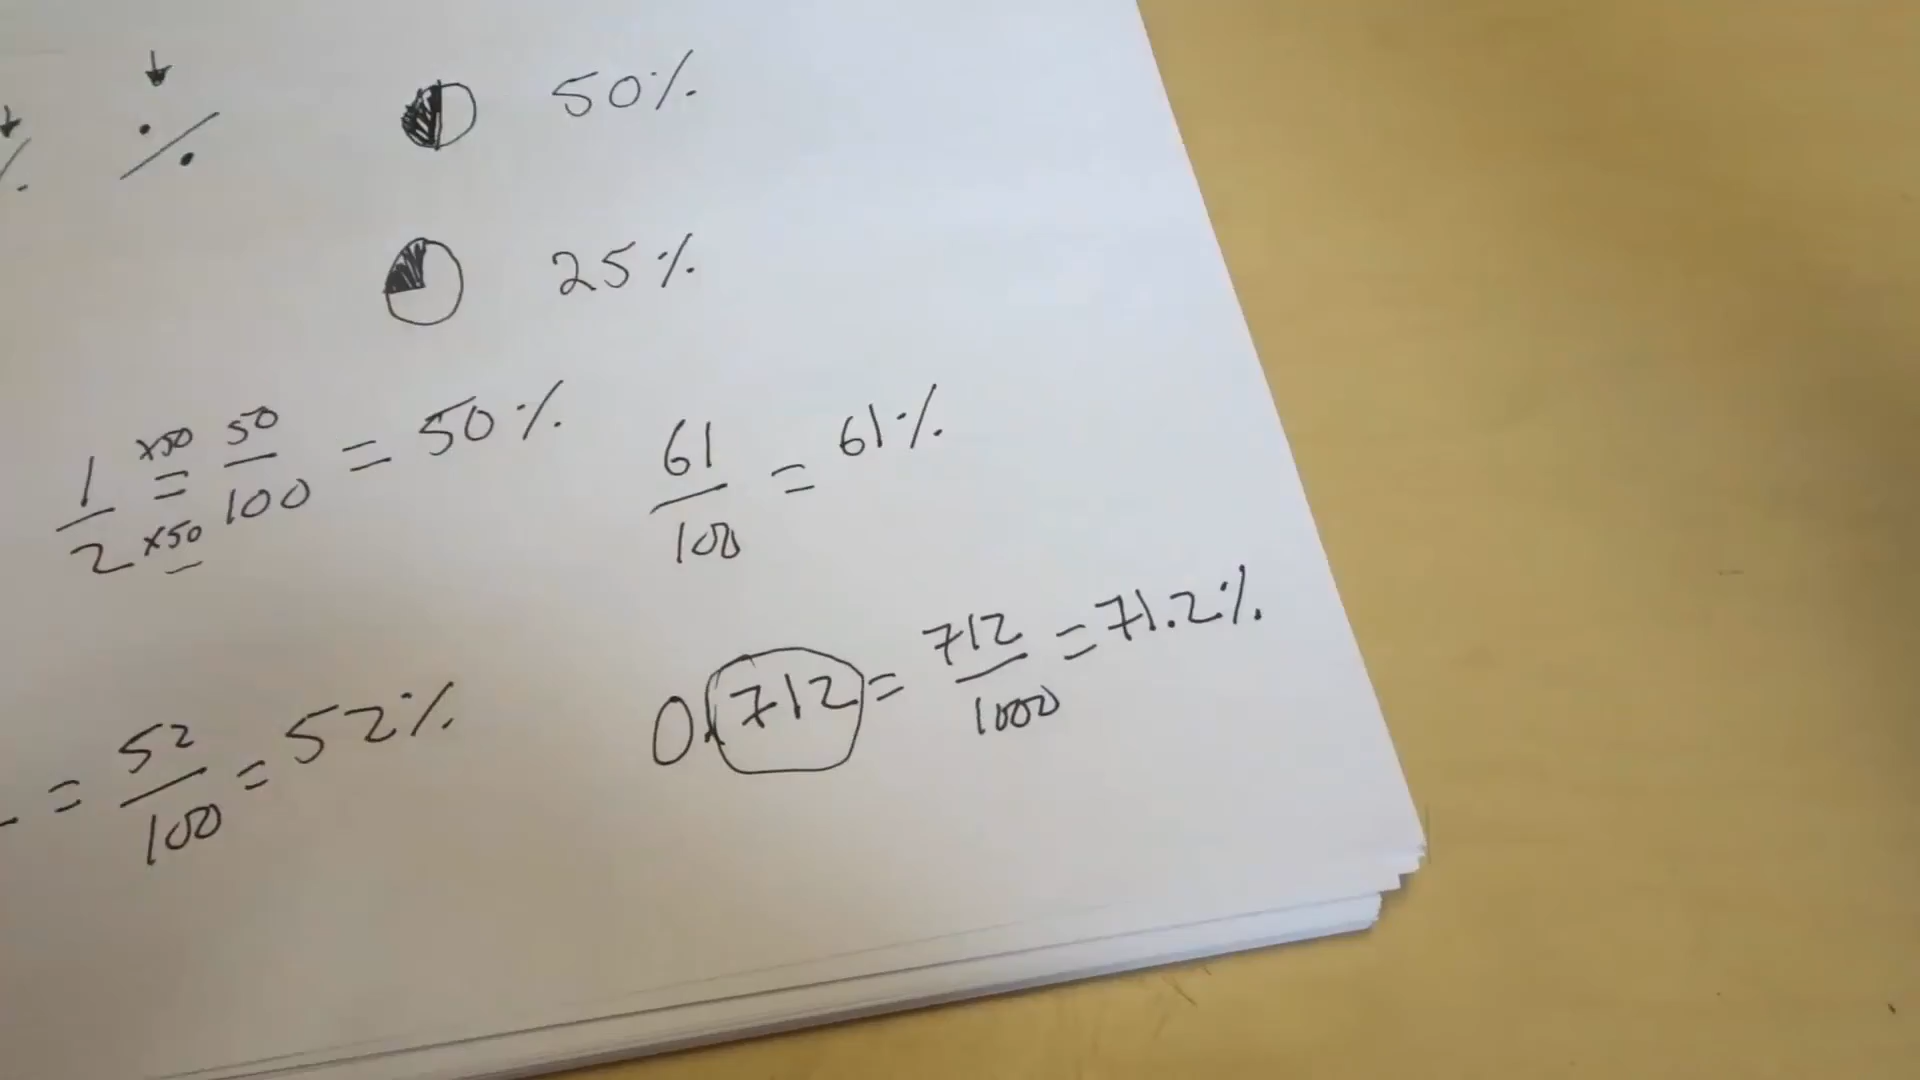 % %
50%
25%
1/2 ×50/×50 = 50/100 = 50%
61/100 = 61%
= 52/100 = 52%
0.712 = 712/1000 = 71.2%